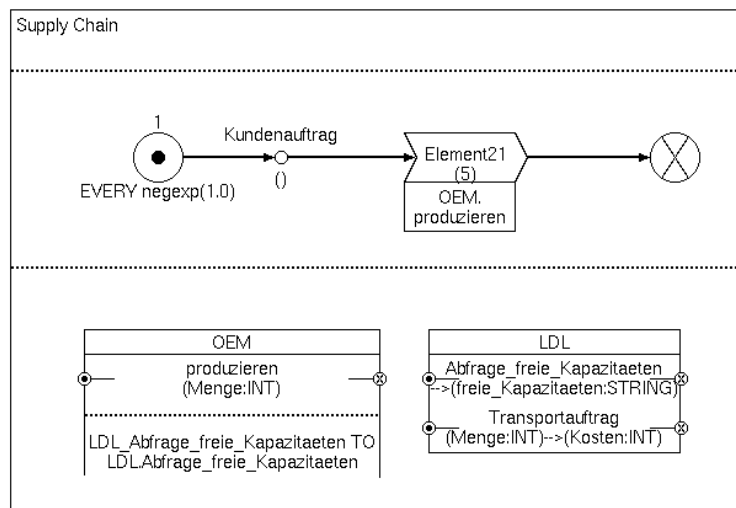 Supply Chain
1
Kundenauftrag
EVERY negexp(1.0)
()
Element21
(5)
OEM.
produzieren
OEM
produzieren
(Menge:INT)
LDL_Abfrage_freie_Kapazitaeten TO
LDL.Abfrage_freie_Kapazitaeten
LDL
Abfrage_freie_Kapazitaeten
-->(freie_Kapazitaeten:STRING)
Transportauftrag
(Menge:INT)-->(Kosten:INT)